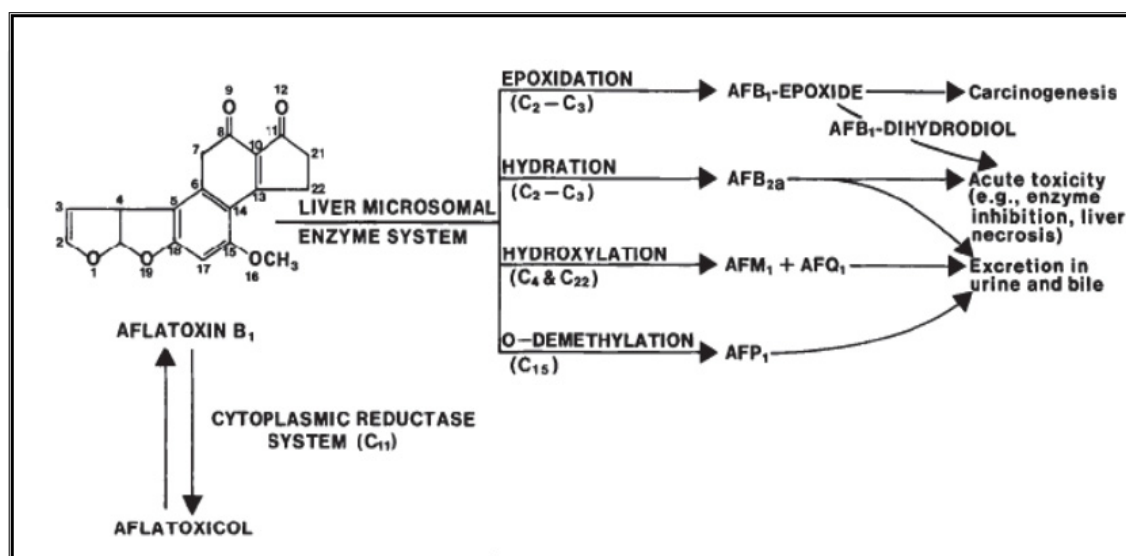 9
12
O
O
8
11
7
10
21
6
13
22
3
4
5
14
2
18
15
O
O
17
OCH₃
1
19
16
AFLATOXIN B₁
CYTOPLASMIC REDUCTASE
SYSTEM (C₁₁)
AFLATOXICOL
LIVER MICROSOMAL
ENZYME SYSTEM
EPOXIDATION
(C₂–C₃)
AFB₁-EPOXIDE
Carcinogenesis
AFB₁-DIHYDRODIOL
HYDRATION
(C₂–C₃)
AFB₂ₐ
Acute toxicity
(e.g., enzyme
inhibition, liver
necrosis)
HYDROXYLATION
(C₄ & C₂₂)
AFM₁ + AFQ₁
Excretion in
urine and bile
O–DEMETHYLATION
(C₁₅)
AFP₁